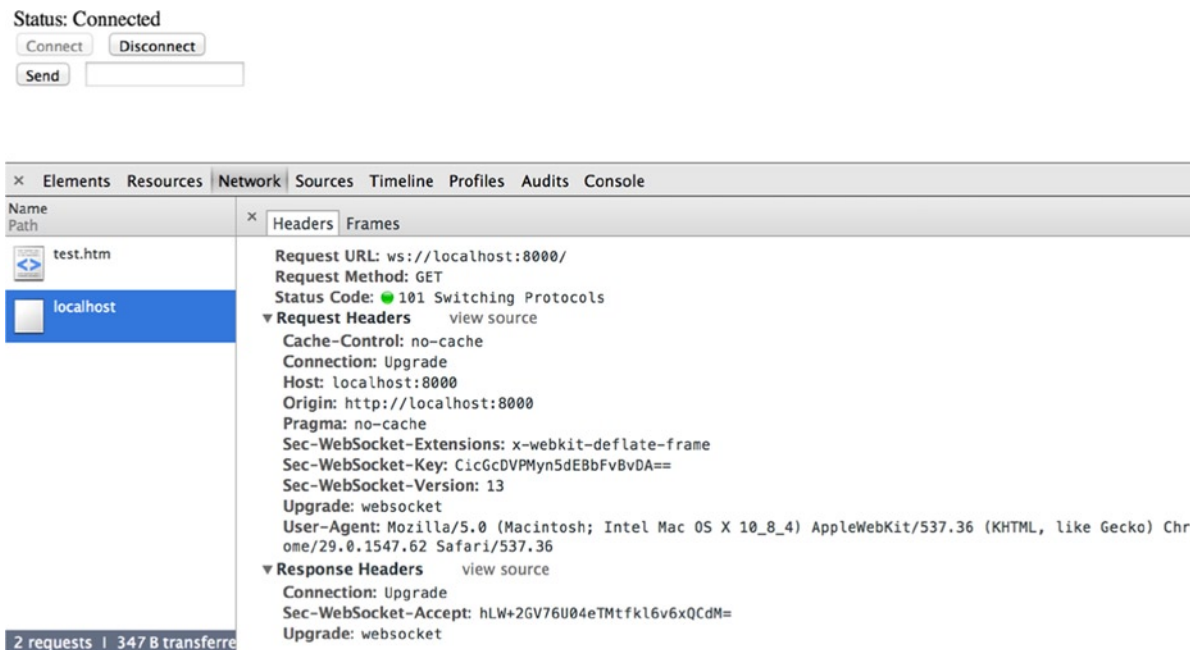 Status: Connected
Connect Disconnect
Send
× Elements Resources Network Sources Timeline Profiles Audits Console
Name
Path
× Headers Frames
test.htm
localhost
Request URL: ws://localhost:8000/
Request Method: GET
Status Code: 101 Switching Protocols
Request Headers view source
Cache-Control: no-cache
Connection: Upgrade
Host: localhost:8000
Origin: http://localhost:8000
Pragma: no-cache
Sec-WebSocket-Extensions: x-webkit-deflate-frame
Sec-WebSocket-Key: CicGcDVPMyn5dEBbFvBvDA==
Sec-WebSocket-Version: 13
Upgrade: websocket
User-Agent: Mozilla/5.0 (Macintosh; Intel Mac OS X 10_8_4) AppleWebKit/537.36 (KHTML, like Gecko) Chr
ome/29.0.1547.62 Safari/537.36
Response Headers view source
Connection: Upgrade
Sec-WebSocket-Accept: hLW+2GV76U04eTMtfkl6v6xQCdM=
Upgrade: websocket
2 requests | 347 B transferre